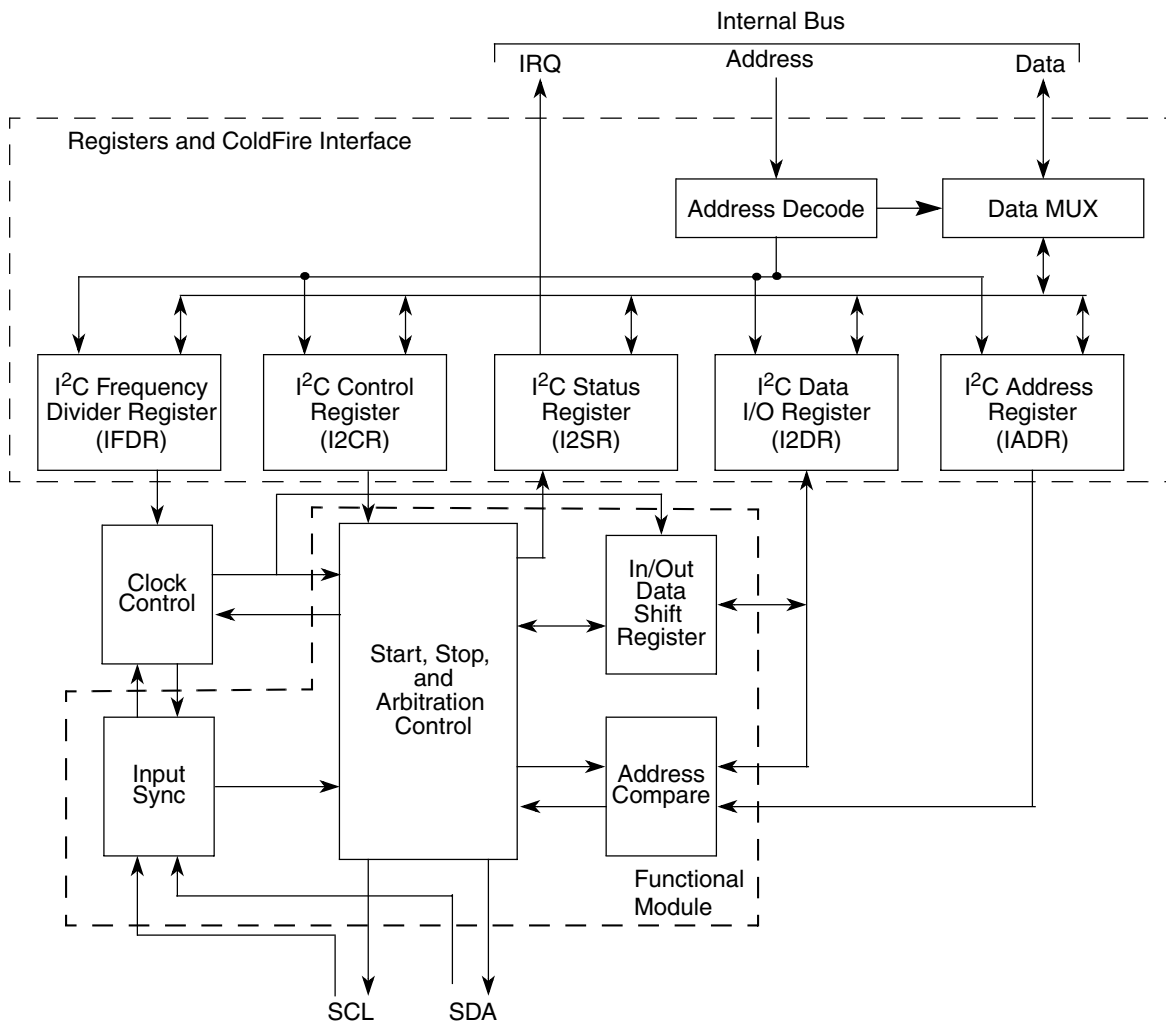 Internal Bus
IRQ
Address
Data
Registers and ColdFire Interface
Address Decode
Data MUX
I²C Frequency
Divider Register
(IFDR)
I²C Control
Register
(I2CR)
I²C Status
Register
(I2SR)
I²C Data
I/O Register
(I2DR)
I²C Address
Register
(IADR)
Clock
Control
Start, Stop,
and
Arbitration
Control
In/Out
Data
Shift
Register
Input
Sync
Address
Compare
Functional
Module
SCL
SDA